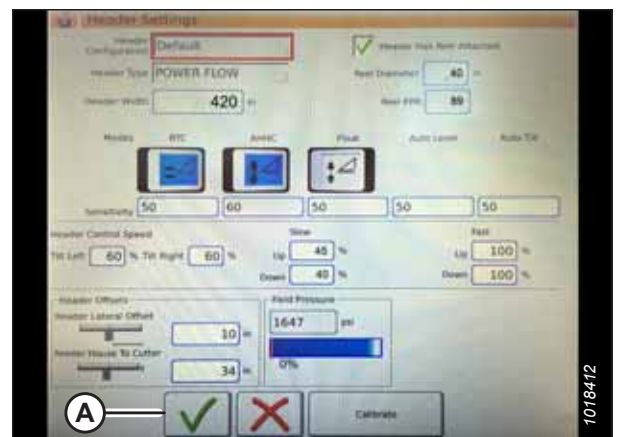 Header Settings
Header Configuration Default
Header Has Reel Attached
Header Type POWER FLOW
Reel Diameter 40 in
Header Width 420 in
Reel PPR 89
Modes RTC AHHC Float Auto Level Auto Tilt
Sensitivity 50 60 50 50 50
Header Control Speed Slow Fast
Tilt Left 60 % Tilt Right 60 % Up 45 % Up 100 %
Down 40 % Down 100 %
Header Offsets Field Pressure
Header Lateral Offset
1647 psi
10 in
Feeder House To Cutter
0%
34 in
A
Calibrate
1018412